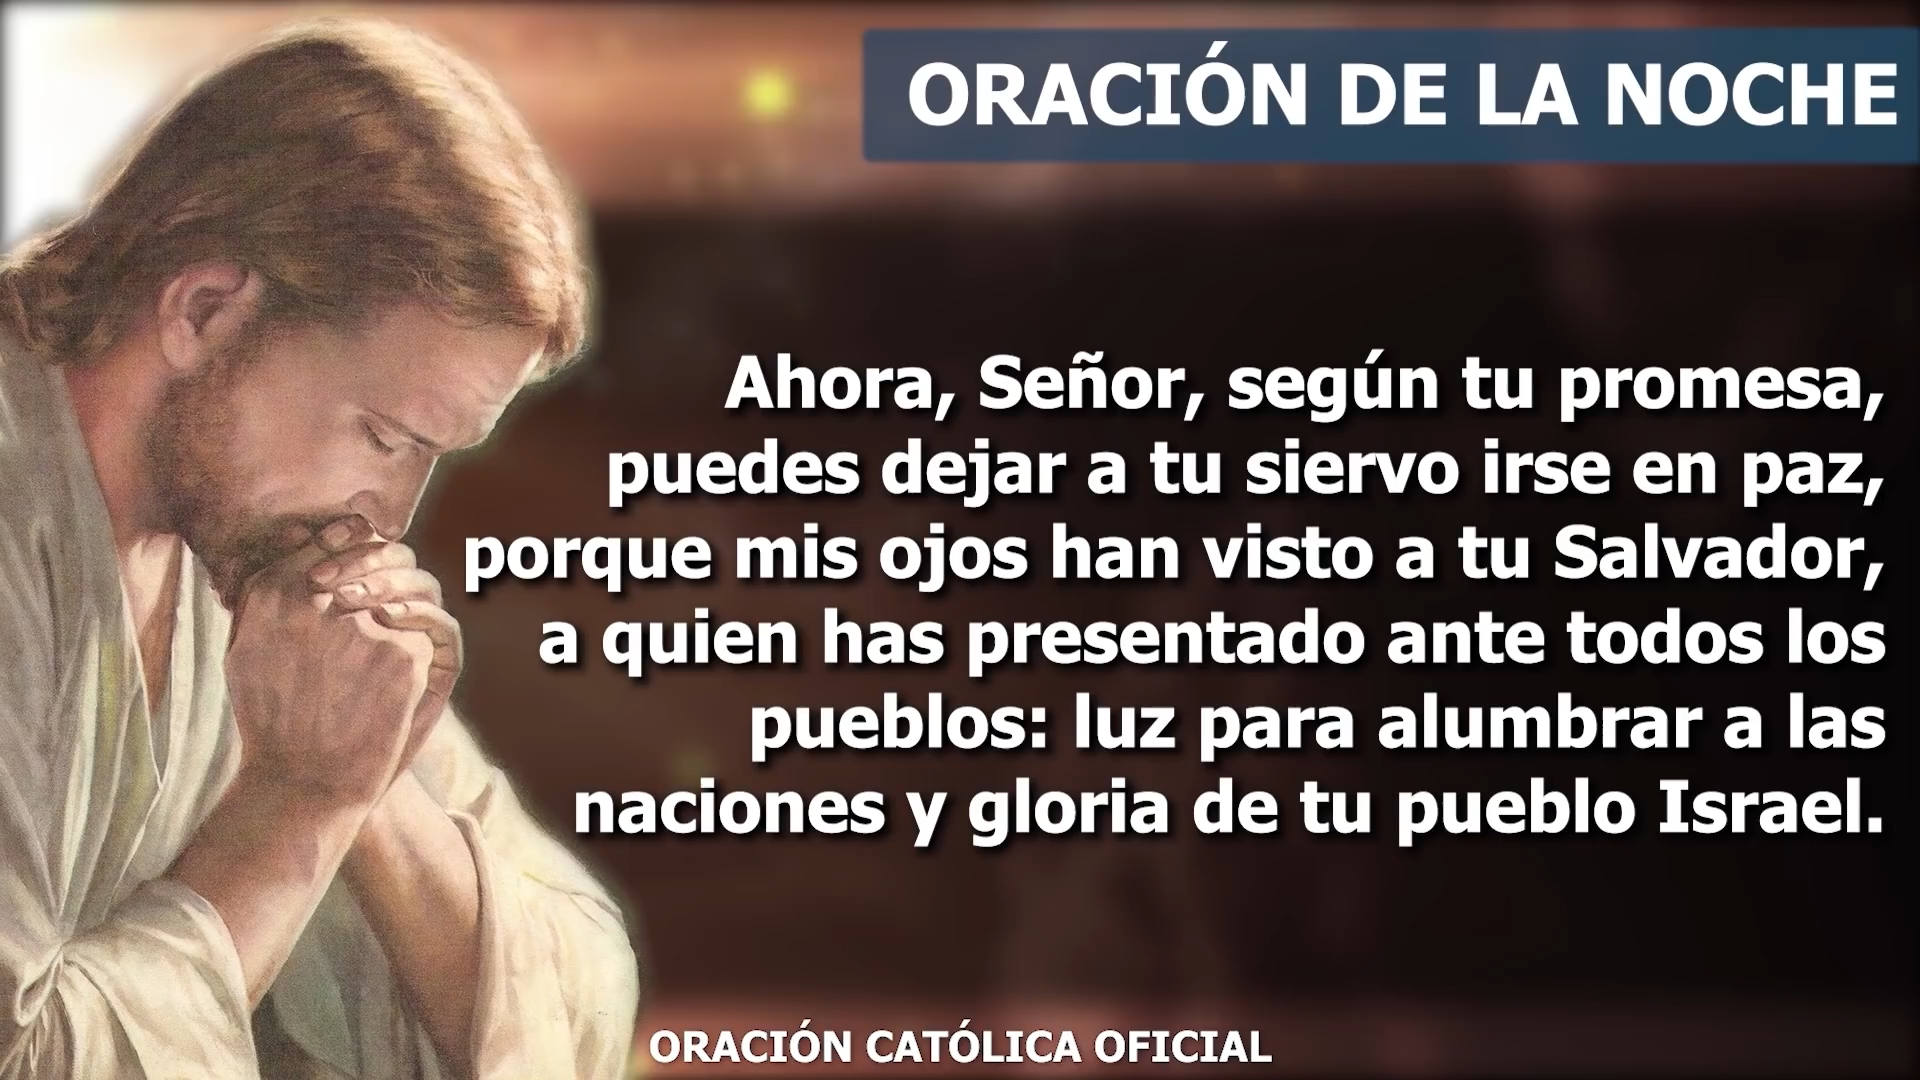 ORACIÓN DE LA NOCHE
Ahora, Señor, según tu promesa,
puedes dejar a tu siervo irse en paz,
porque mis ojos han visto a tu Salvador,
a quien has presentado ante todos los
pueblos: luz para alumbrar a las
naciones y gloria de tu pueblo Israel.
ORACIÓN CATÓLICA OFICIAL